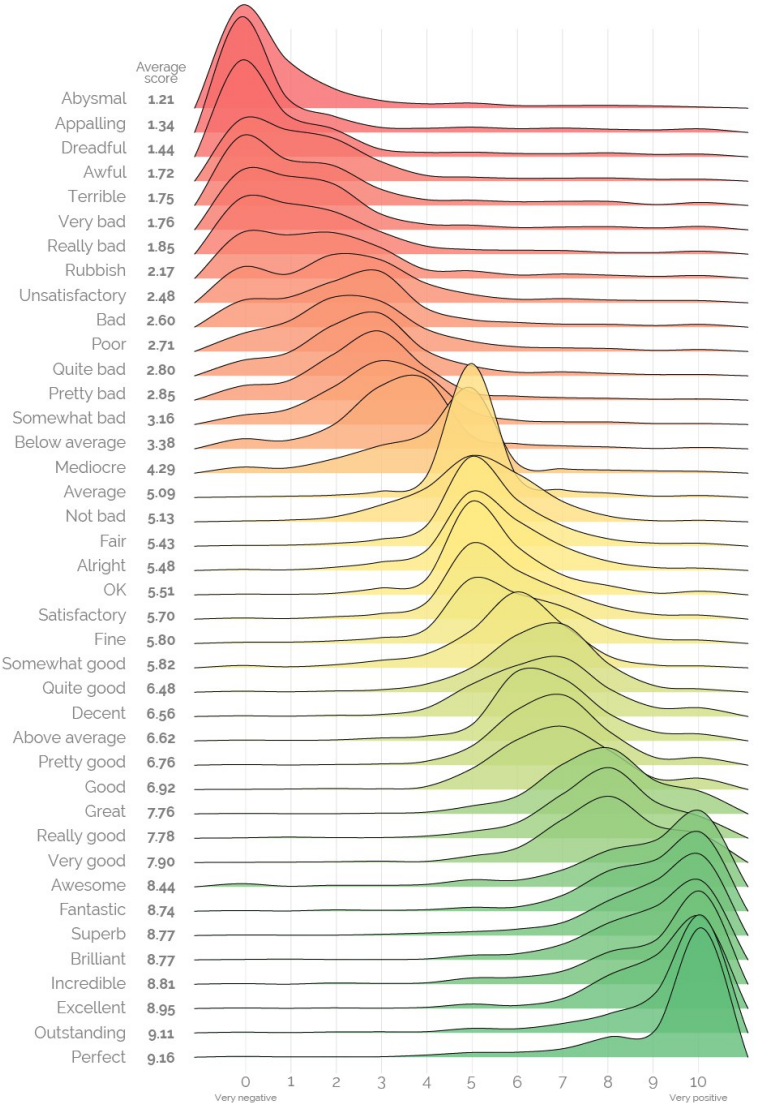 Average
score
Abysmal 1.21
Appalling 1.34
Dreadful 1.44
Awful 1.72
Terrible 1.75
Very bad 1.76
Really bad 1.85
Rubbish 2.17
Unsatisfactory 2.48
Bad 2.60
Poor 2.71
Quite bad 2.80
Pretty bad 2.85
Somewhat bad 3.16
Below average 3.38
Mediocre 4.29
Average 5.09
Not bad 5.13
Fair 5.43
Alright 5.48
OK 5.51
Satisfactory 5.70
Fine 5.80
Somewhat good 5.82
Quite good 6.48
Decent 6.56
Above average 6.62
Pretty good 6.76
Good 6.92
Great 7.76
Really good 7.78
Very good 7.90
Awesome 8.44
Fantastic 8.74
Superb 8.77
Brilliant 8.77
Incredible 8.81
Excellent 8.95
Outstanding 9.11
Perfect 9.16
0 1 2 3 4 5 6 7 8 9 10
Very negative Very positive